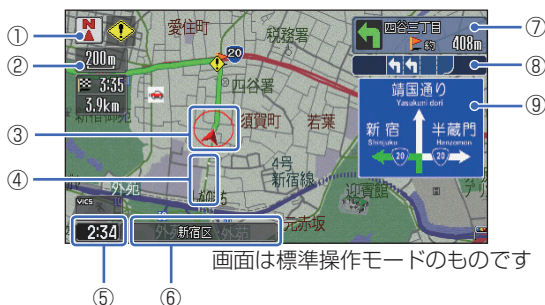 ①
②
③
④
⑤
⑥
⑦
⑧
⑨
N
200m
3:35
3.9km
愛住町
税務署
20
四谷署
須賀町
若葉
4号
新宿線
外苑
迎賓館
元赤坂
VICS
2:34
新宿区
四谷三丁目
約 408m
靖国通り
Yasukuni dori
新宿
Shinjuku
半蔵門
Hanzomon
20
20
画面は標準操作モードのものです